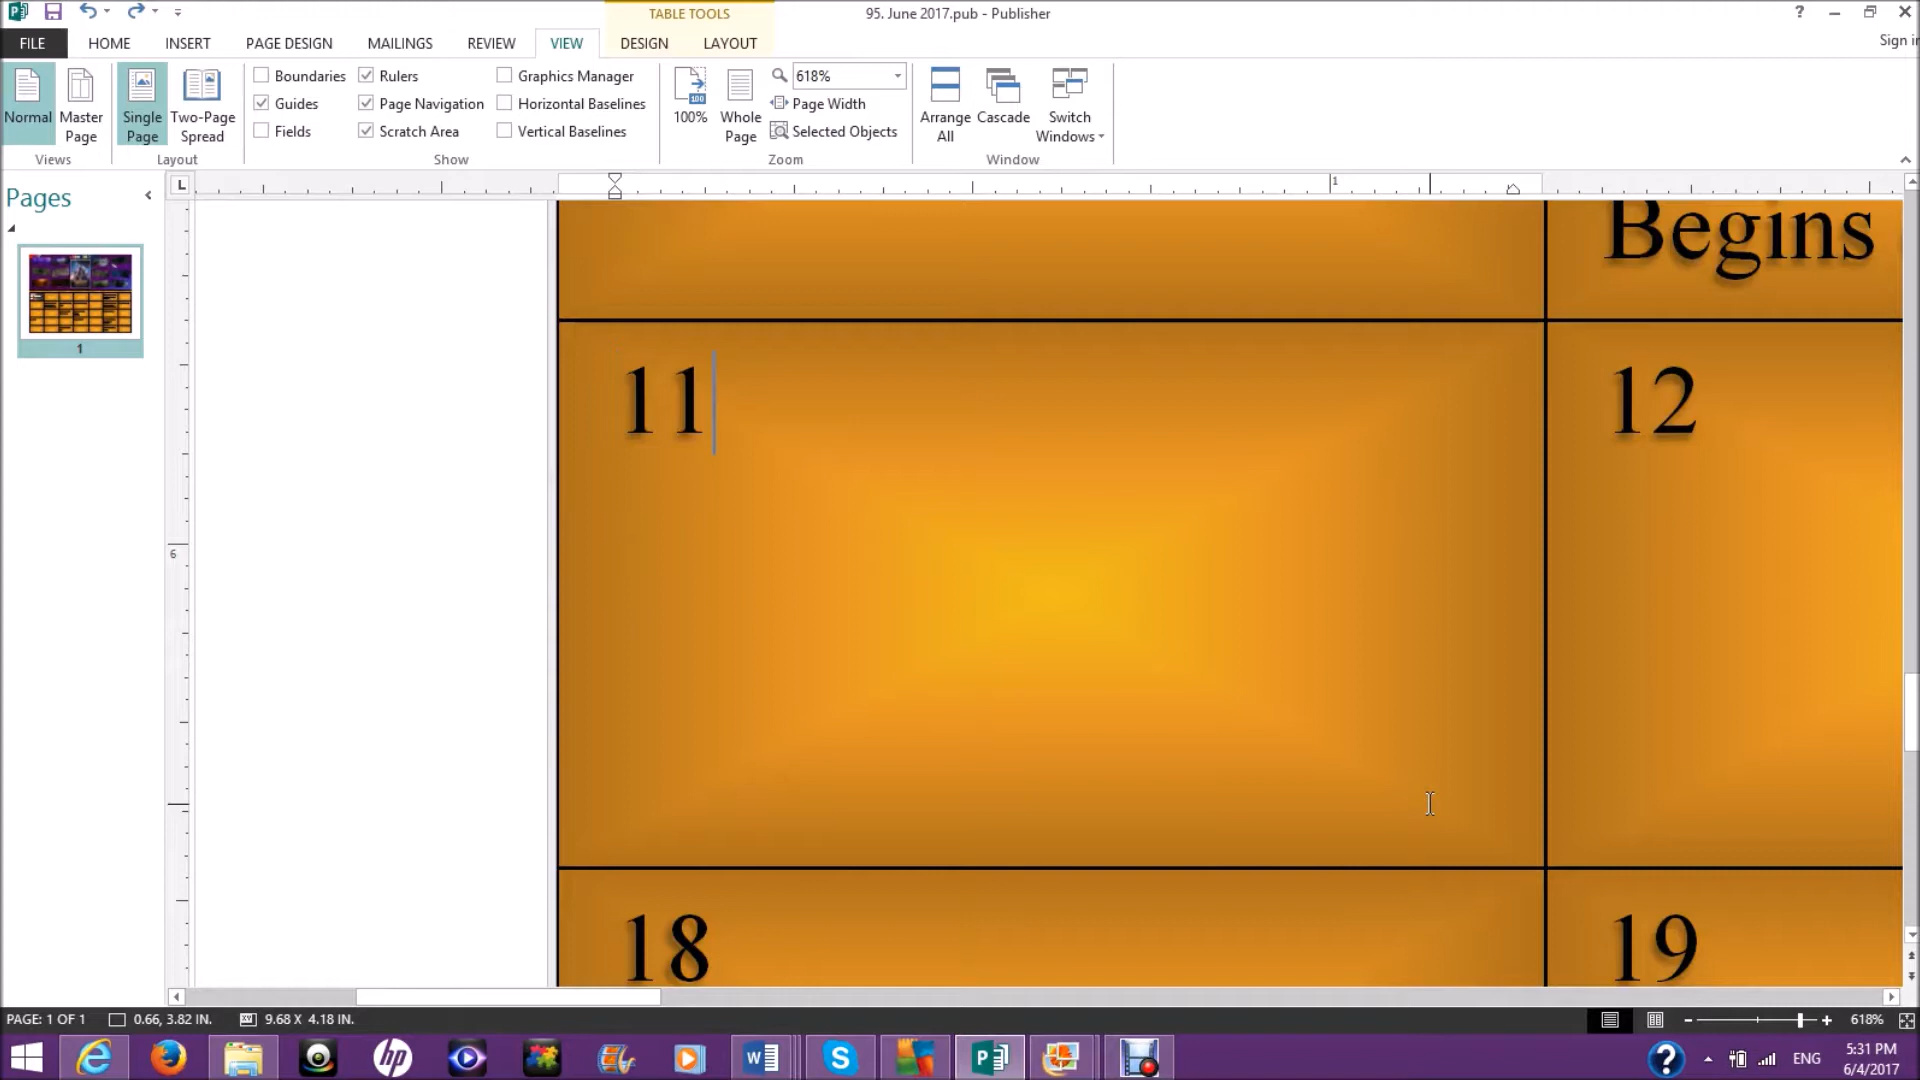 TABLE TOOLS
95. June 2017.pub - Publisher
?
Sign in
FILE HOME INSERT PAGE DESIGN MAILINGS REVIEW VIEW DESIGN LAYOUT
Normal
Master Page
Views
Single Page
Two-Page Spread
Layout
Boundaries
Guides
Fields
Rulers
Page Navigation
Scratch Area
Graphics Manager
Horizontal Baselines
Vertical Baselines
Show
100
100%
Whole Page
618%
Page Width
Selected Objects
Zoom
Arrange All
Cascade
Switch Windows
Window
Pages
1
L
1
6
Begins
11
12
18
19
PAGE: 1 OF 1
0.66, 3.82 IN.
9.68 X 4.18 IN.
618%
hp
W
S
P
?
ENG
5:31 PM
6/4/2017